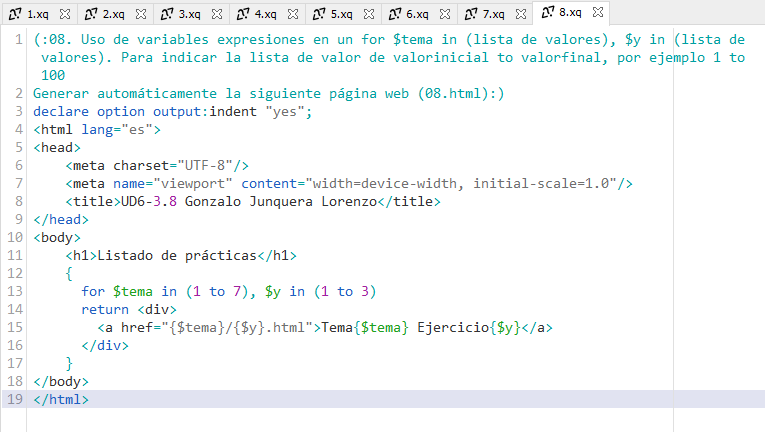 1.xq 2.xq 3.xq 4.xq 5.xq 6.xq 7.xq 8.xq
1 (:08. Uso de variables expresiones en un for $tema in (lista de valores), $y in (lista de
valores). Para indicar la lista de valor de valorinicial to valorfinal, por ejemplo 1 to
100
2 Generar automáticamente la siguiente página web (08.html):)
3 declare option output:indent "yes";
4 <html lang="es">
5 <head>
6 <meta charset="UTF-8"/>
7 <meta name="viewport" content="width=device-width, initial-scale=1.0"/>
8 <title>UD6-3.8 Gonzalo Junquera Lorenzo</title>
9 </head>
10 <body>
11 <h1>Listado de prácticas</h1>
12 {
13 for $tema in (1 to 7), $y in (1 to 3)
14 return <div>
15 <a href="{$tema}/{$y}.html">Tema{$tema} Ejercicio{$y}</a>
16 </div>
17 }
18 </body>
19 </html>